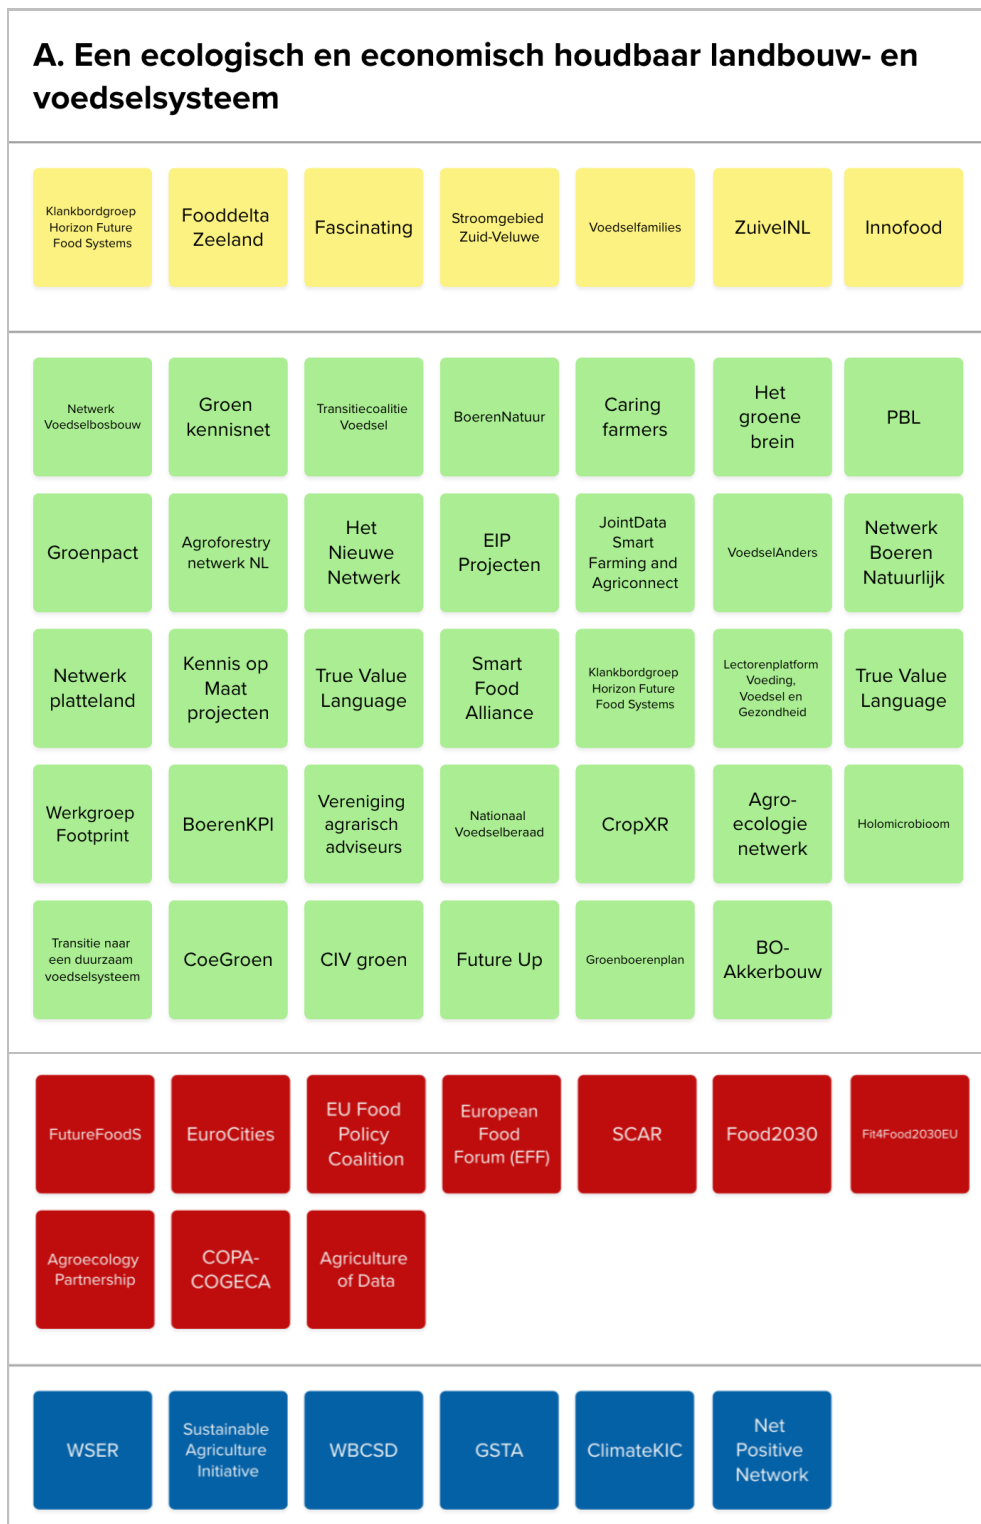 A. Een ecologisch en economisch houdbaar landbouw- en
voedselsysteem
Klankbordgroep
Horizon Future
Food Systems
Fooddelta
Zeeland
Fascinating
Stroomgebied
Zuid-Veluwe
Voedselfamilies
ZuivelNL
Innofood
Netwerk
Voedselbosbouw
Groen
kennisnet
Transitiecoalitie
Voedsel
BoerenNatuur
Caring
farmers
Het
groene
brein
PBL
Groenpact
Agroforestry
netwerk NL
Het
Nieuwe
Netwerk
EIP
Projecten
JointData
Smart
Farming and
Agriconnect
VoedselAnders
Netwerk
Boeren
Natuurlijk
Netwerk
platteland
Kennis op
Maat
projecten
True Value
Language
Smart
Food
Alliance
Klankbordgroep
Horizon Future
Food Systems
Lectorenplatform
Voeding,
Voedsel en
Gezondheid
True Value
Language
Werkgroep
Footprint
BoerenKPI
Vereniging
agrarisch
adviseurs
Nationaal
Voedselberaad
CropXR
Agro-
ecologie
netwerk
Holomicrobioom
Transitie naar
een duurzaam
voedselsysteem
CoeGroen
CIV groen
Future Up
Groenboerenplan
BO-
Akkerbouw
FutureFoodS
EuroCities
EU Food
Policy
Coalition
European
Food
Forum (EFF)
SCAR
Food2030
Fit4Food2030EU
Agroecology
Partnership
COPA-
COGECA
Agriculture
of Data
WSER
Sustainable
Agriculture
Initiative
WBCSD
GSTA
ClimateKIC
Net
Positive
Network